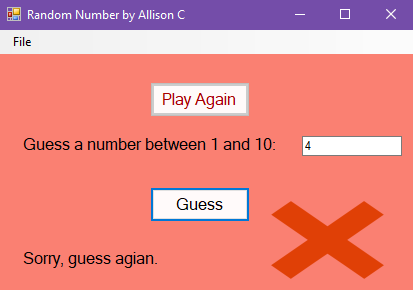 Random Number by Allison C
File
Play Again
Guess a number between 1 and 10: 4
Guess
Sorry, guess agian.